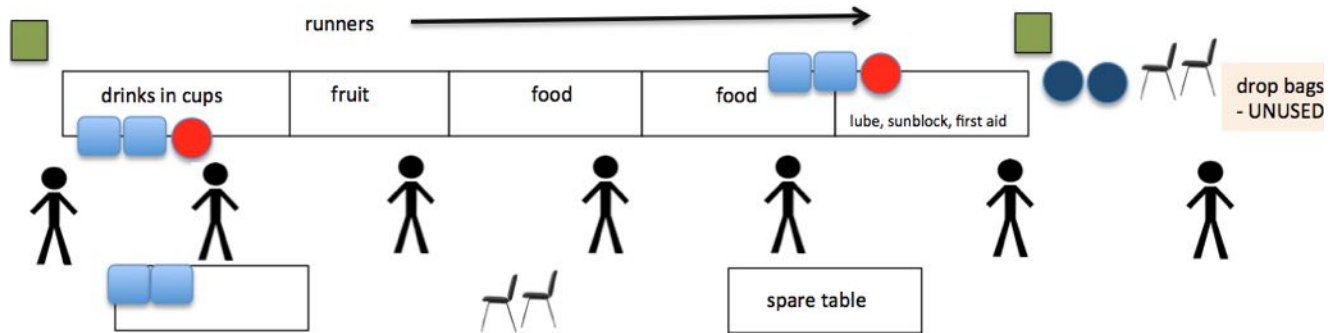 runners
drinks in cups
fruit
food
food
lube, sunblock, first aid
drop bags
- UNUSED
spare table